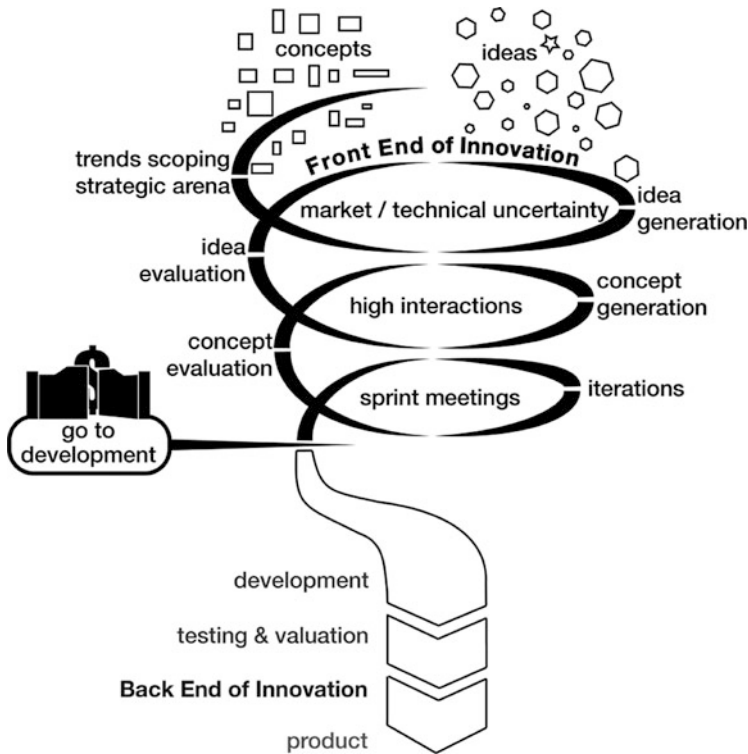 concepts
ideas
Front End of Innovation
trends scoping
strategic arena
market / technical uncertainty
idea
generation
idea
evaluation
high interactions
concept
generation
concept
evaluation
sprint meetings
iterations
$
go to
development
development
testing & valuation
Back End of Innovation
product